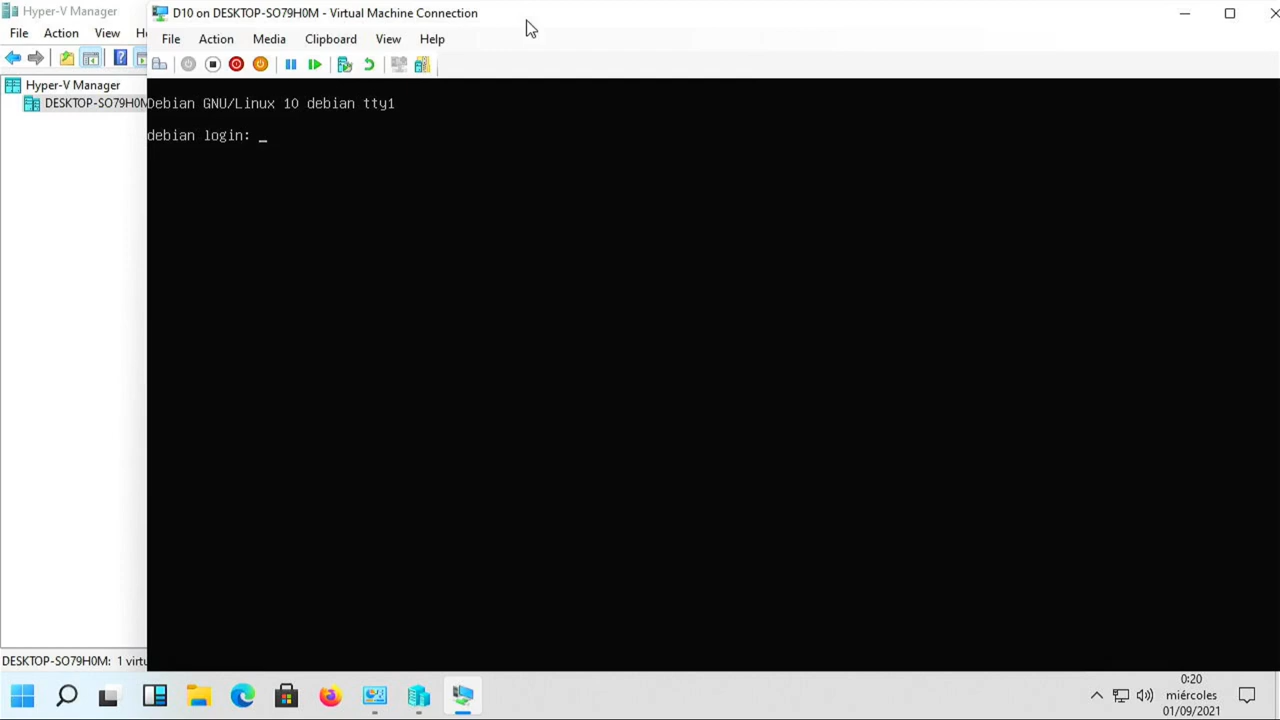 Hyper-V Manager
File Action View H
Hyper-V Manager
DESKTOP-SO79H0M
DESKTOP-SO79H0M: 1 virtu
D10 on DESKTOP-SO79H0M - Virtual Machine Connection
File Action Media Clipboard View Help
Debian GNU/Linux 10 debian tty1
debian login: _
0:20
miércoles
01/09/2021